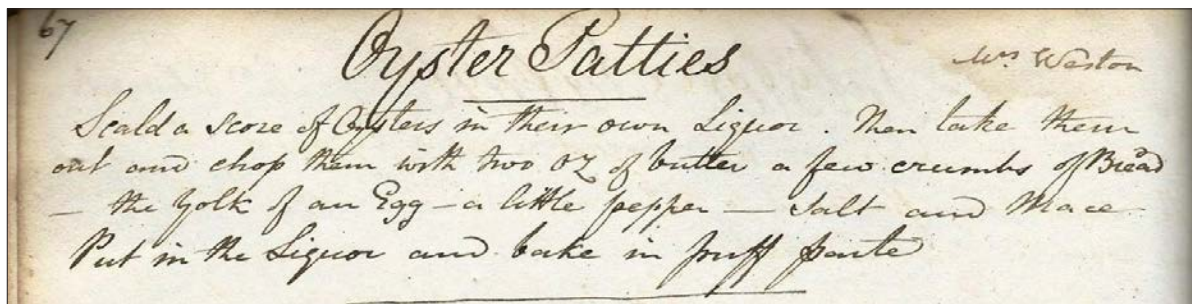 67
Oyster Patties
Mrs Weston
Scald a score of Oysters in their own Liquor. Then take them
out and chop them with two oz of butter a few crumbs of Bread
— the Yolk of an Egg — a little pepper — Salt and Mace
Put in the Liquor and bake in puff paste